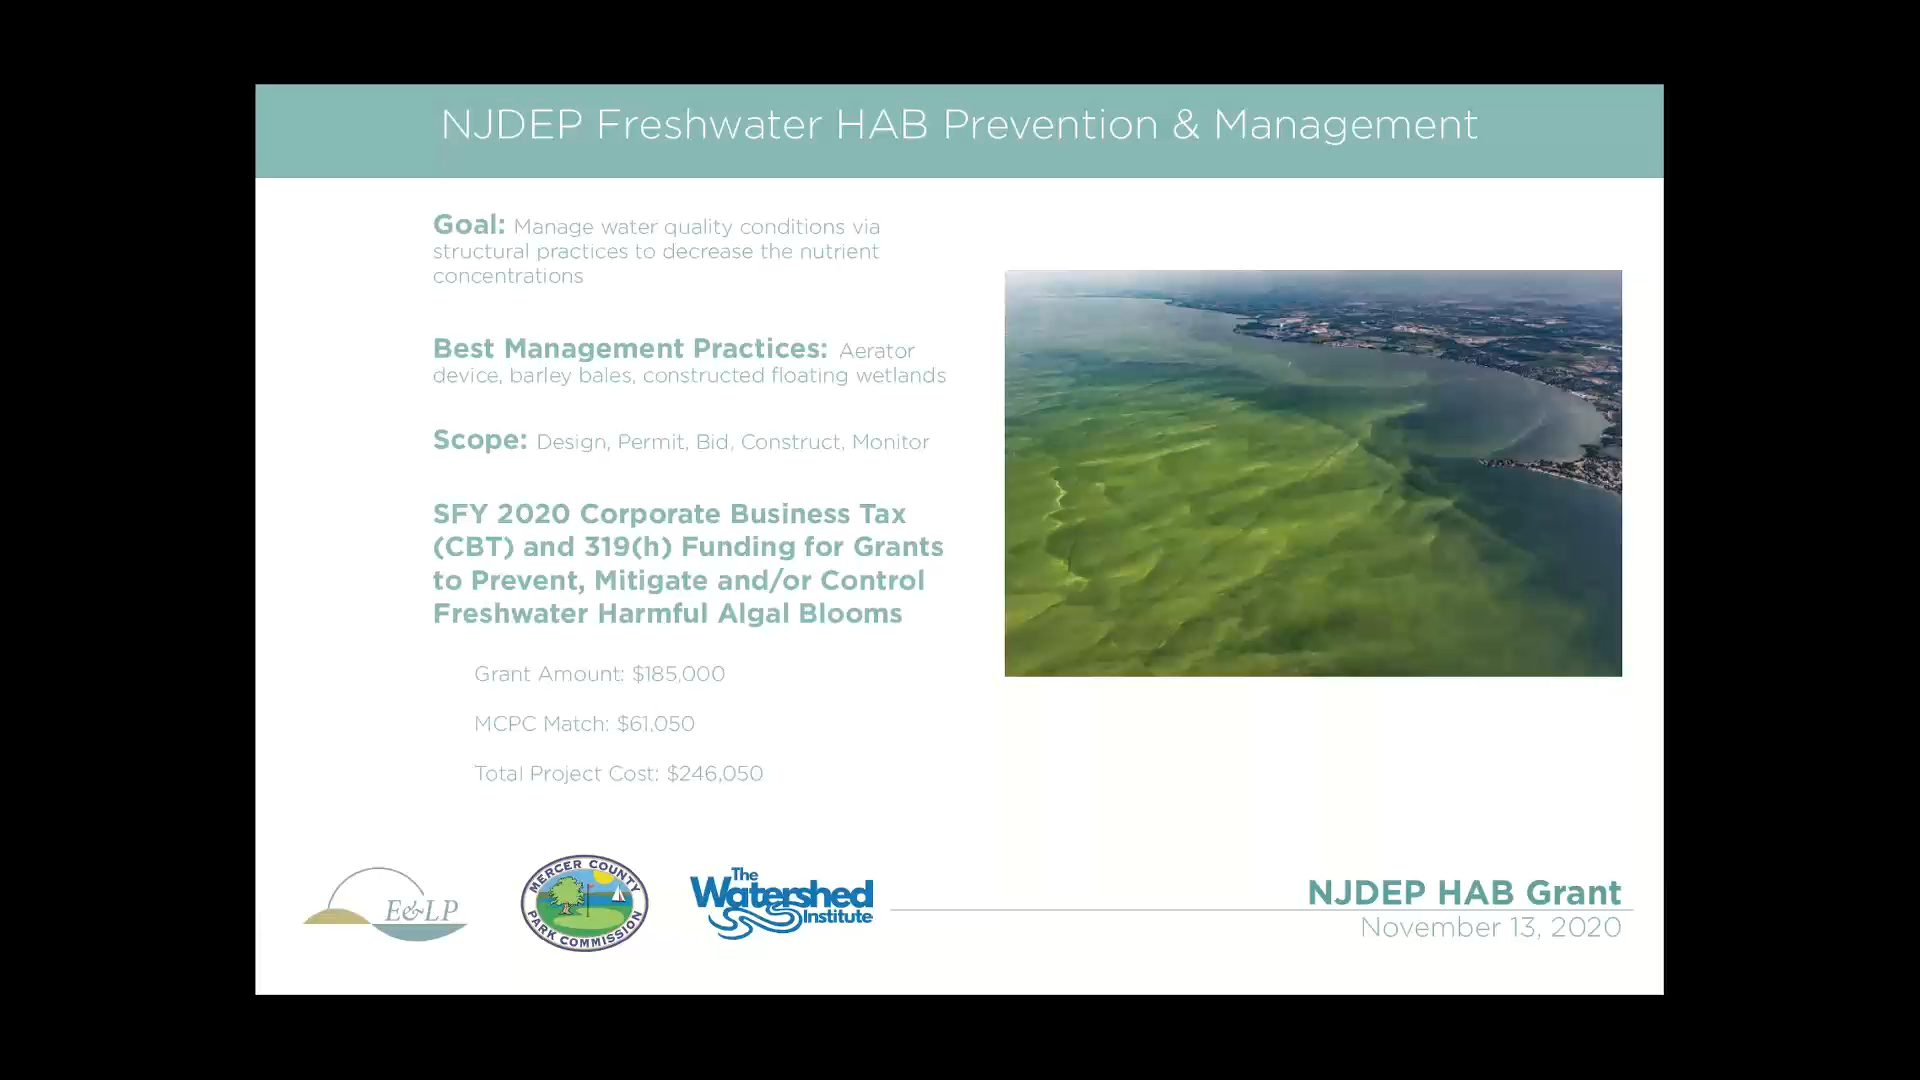 NJDEP Freshwater HAB Prevention & Management
Goal: Manage water quality conditions via
structural practices to decrease the nutrient
concentrations
Best Management Practices: Aerator
device, barley bales, constructed floating wetlands
Scope: Design, Permit, Bid, Construct, Monitor
SFY 2020 Corporate Business Tax
(CBT) and 319(h) Funding for Grants
to Prevent, Mitigate and/or Control
Freshwater Harmful Algal Blooms
Grant Amount: $185,000
MCPC Match: $61,050
Total Project Cost: $246,050
E&LP
MERCER COUNTY
PARK COMMISSION
The
Watershed
Institute
NJDEP HAB Grant
November 13, 2020